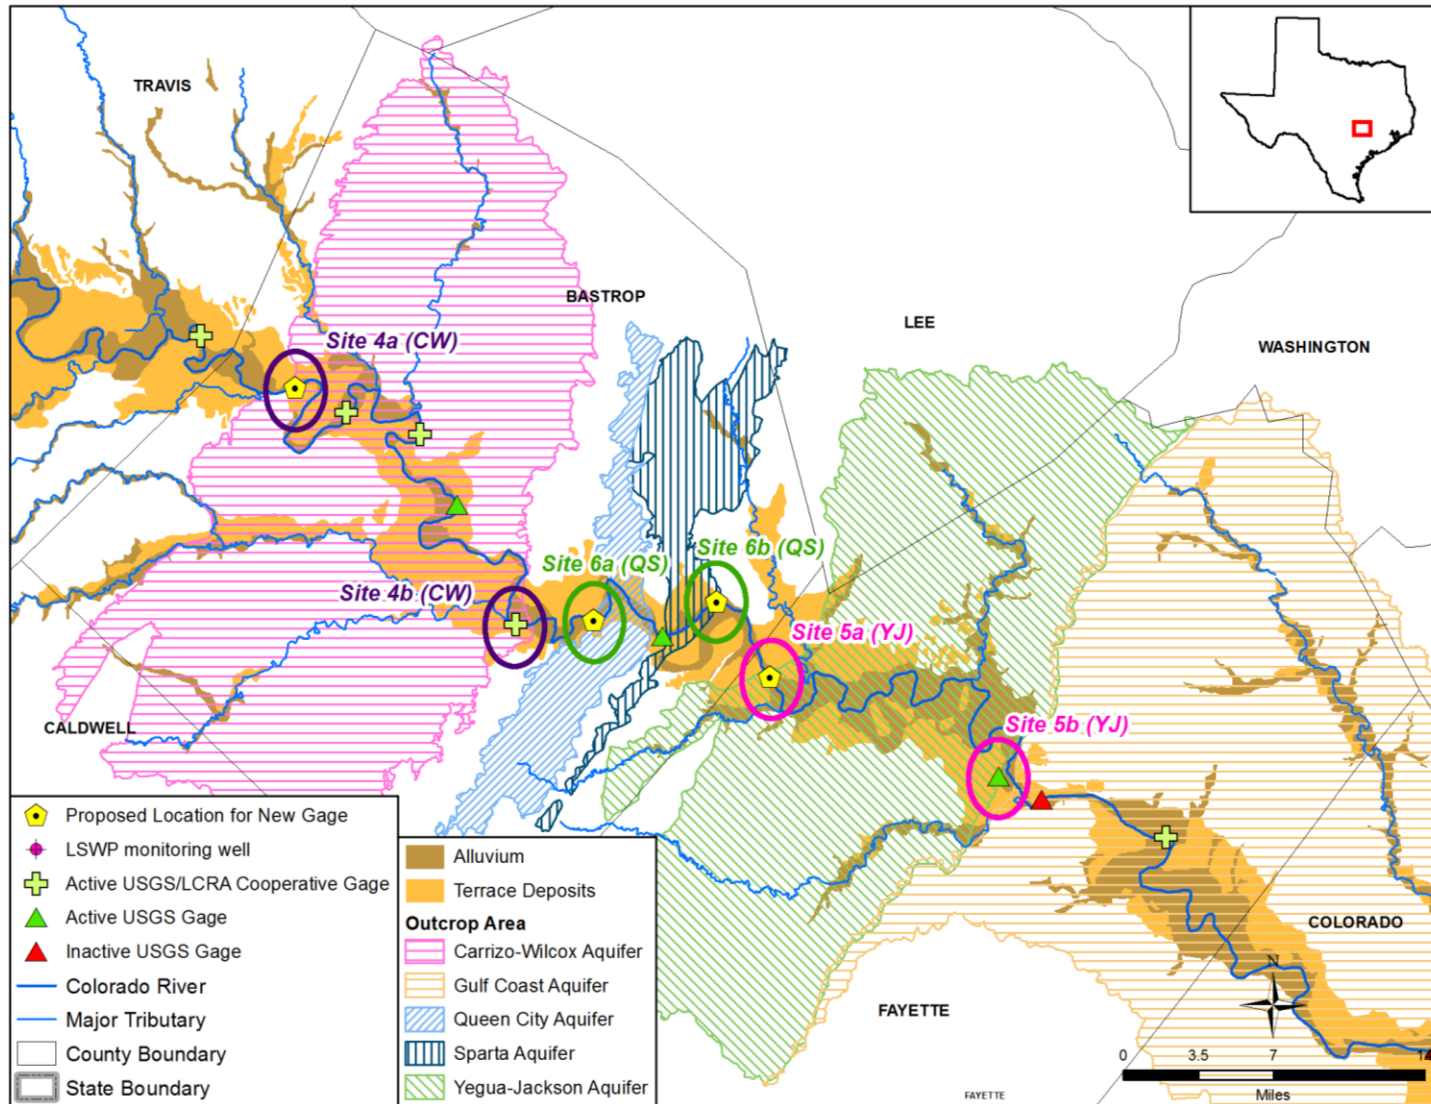 TRAVIS
BASTROP
LEE
WASHINGTON
Site 4a (CW)
Site 6b (QS)
Site 6a (QS)
Site 4b (CW)
Site 5a (YJ)
Site 5b (YJ)
CALDWELL
COLORADO
FAYETTE
FAYETTE
N
0 3.5 7 1
Miles
Proposed Location for New Gage
LSWP monitoring well
Active USGS/LCRA Cooperative Gage
Active USGS Gage
Inactive USGS Gage
Colorado River
Major Tributary
County Boundary
State Boundary
Alluvium
Terrace Deposits
Outcrop Area
Carrizo-Wilcox Aquifer
Gulf Coast Aquifer
Queen City Aquifer
Sparta Aquifer
Yegua-Jackson Aquifer